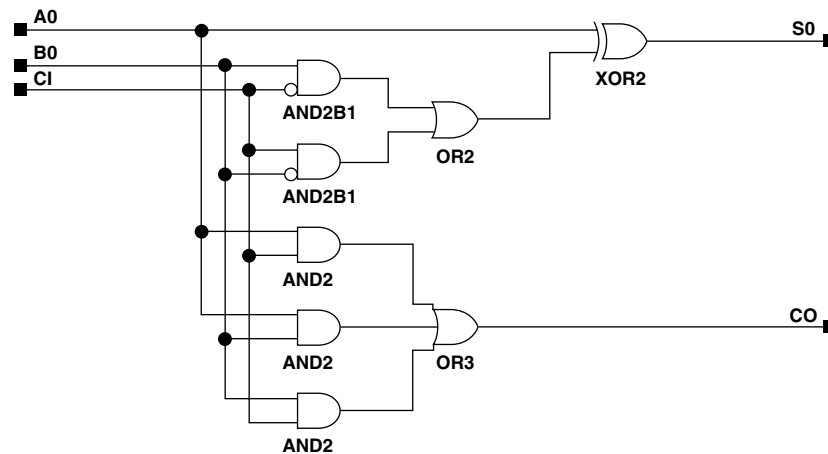 A0
S0
B0
CI
XOR2
AND2B1
OR2
AND2B1
AND2
CO
AND2
OR3
AND2